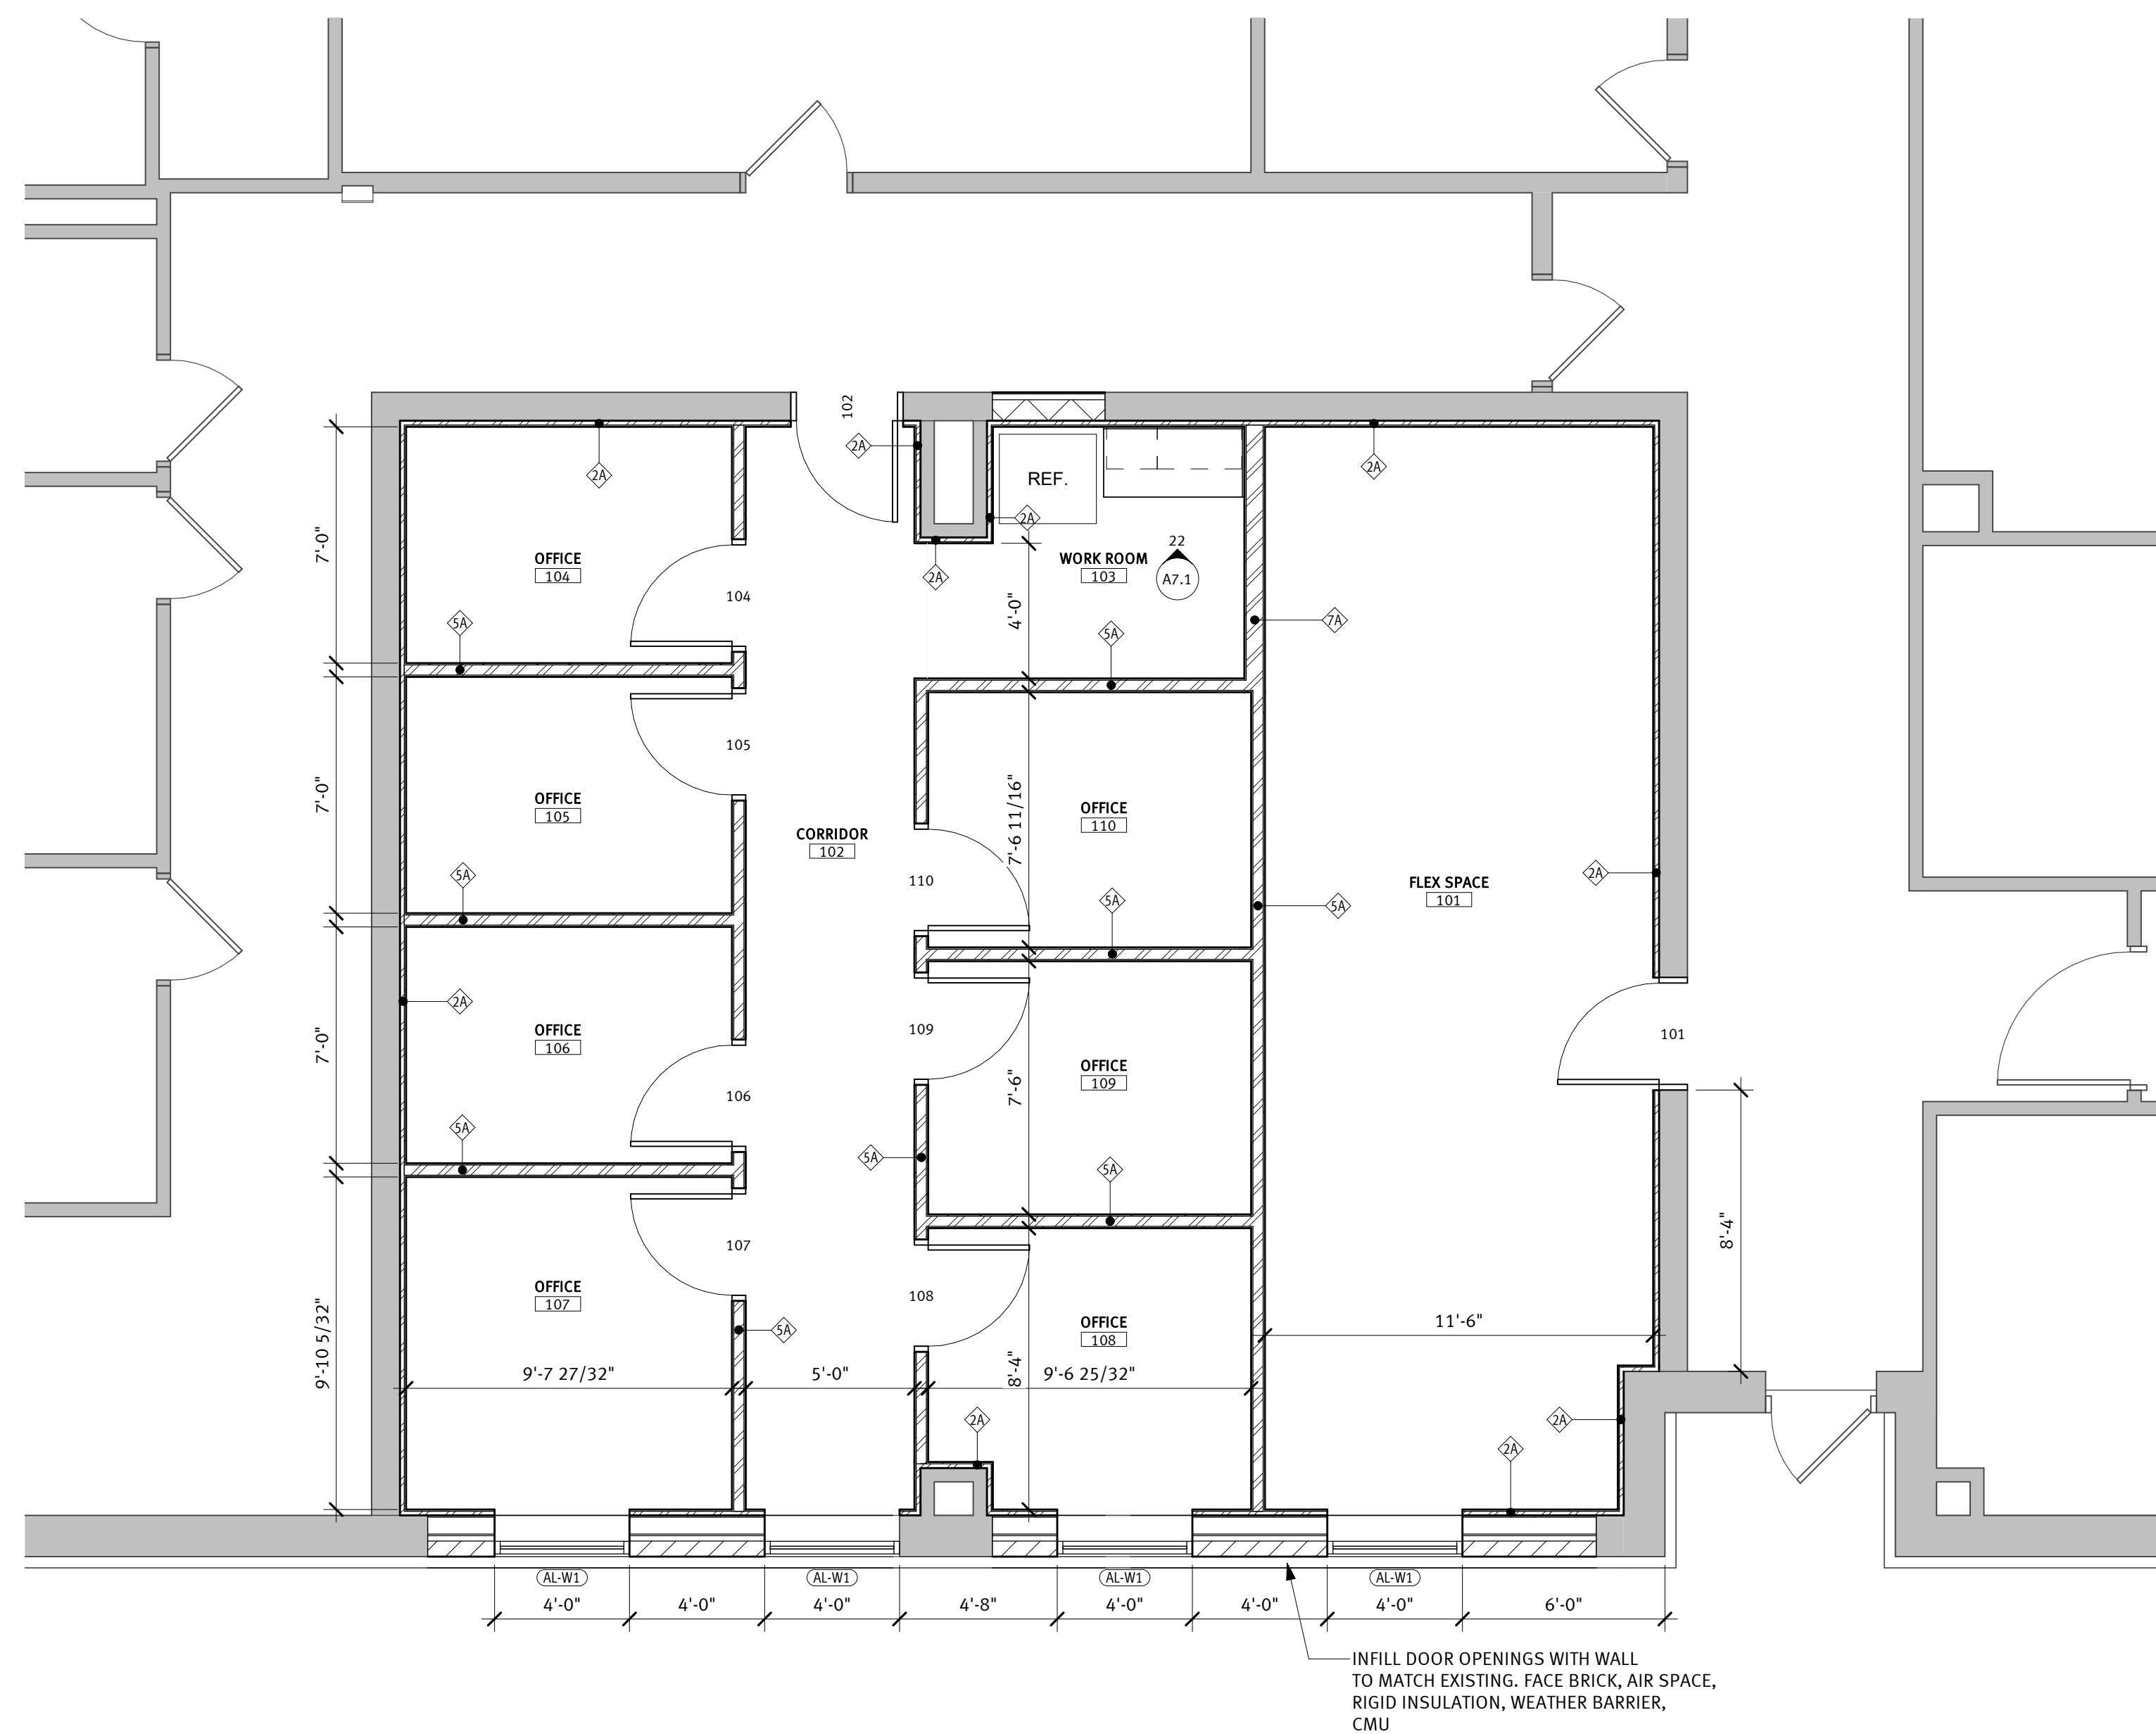 102
2A
2A
2A
REF.
2A
22
A7.1
WORK ROOM
103
OFFICE
104
7'-0"
104
2A
4'-0"
5A
5A
7A
105
7'-0"
OFFICE
105
CORRIDOR
102
7'-6 11/16"
OFFICE
110
110
5A
5A
5A
FLEX SPACE
101
2A
2A
7'-0"
OFFICE
106
106
109
7'-6"
OFFICE
109
101
5A
5A
5A
107
8'-4"
OFFICE
107
9'-10 5/32"
108
OFFICE
108
5A
11'-6"
9'-7 27/32"
5'-0"
8'-4"
9'-6 25/32"
2A
2A
2A
AL-W1
AL-W1
AL-W1
AL-W1
4'-0"
4'-0"
4'-0"
4'-8"
4'-0"
4'-0"
4'-0"
6'-0"
INFILL DOOR OPENINGS WITH WALL
TO MATCH EXISTING. FACE BRICK, AIR SPACE,
RIGID INSULATION, WEATHER BARRIER,
CMU